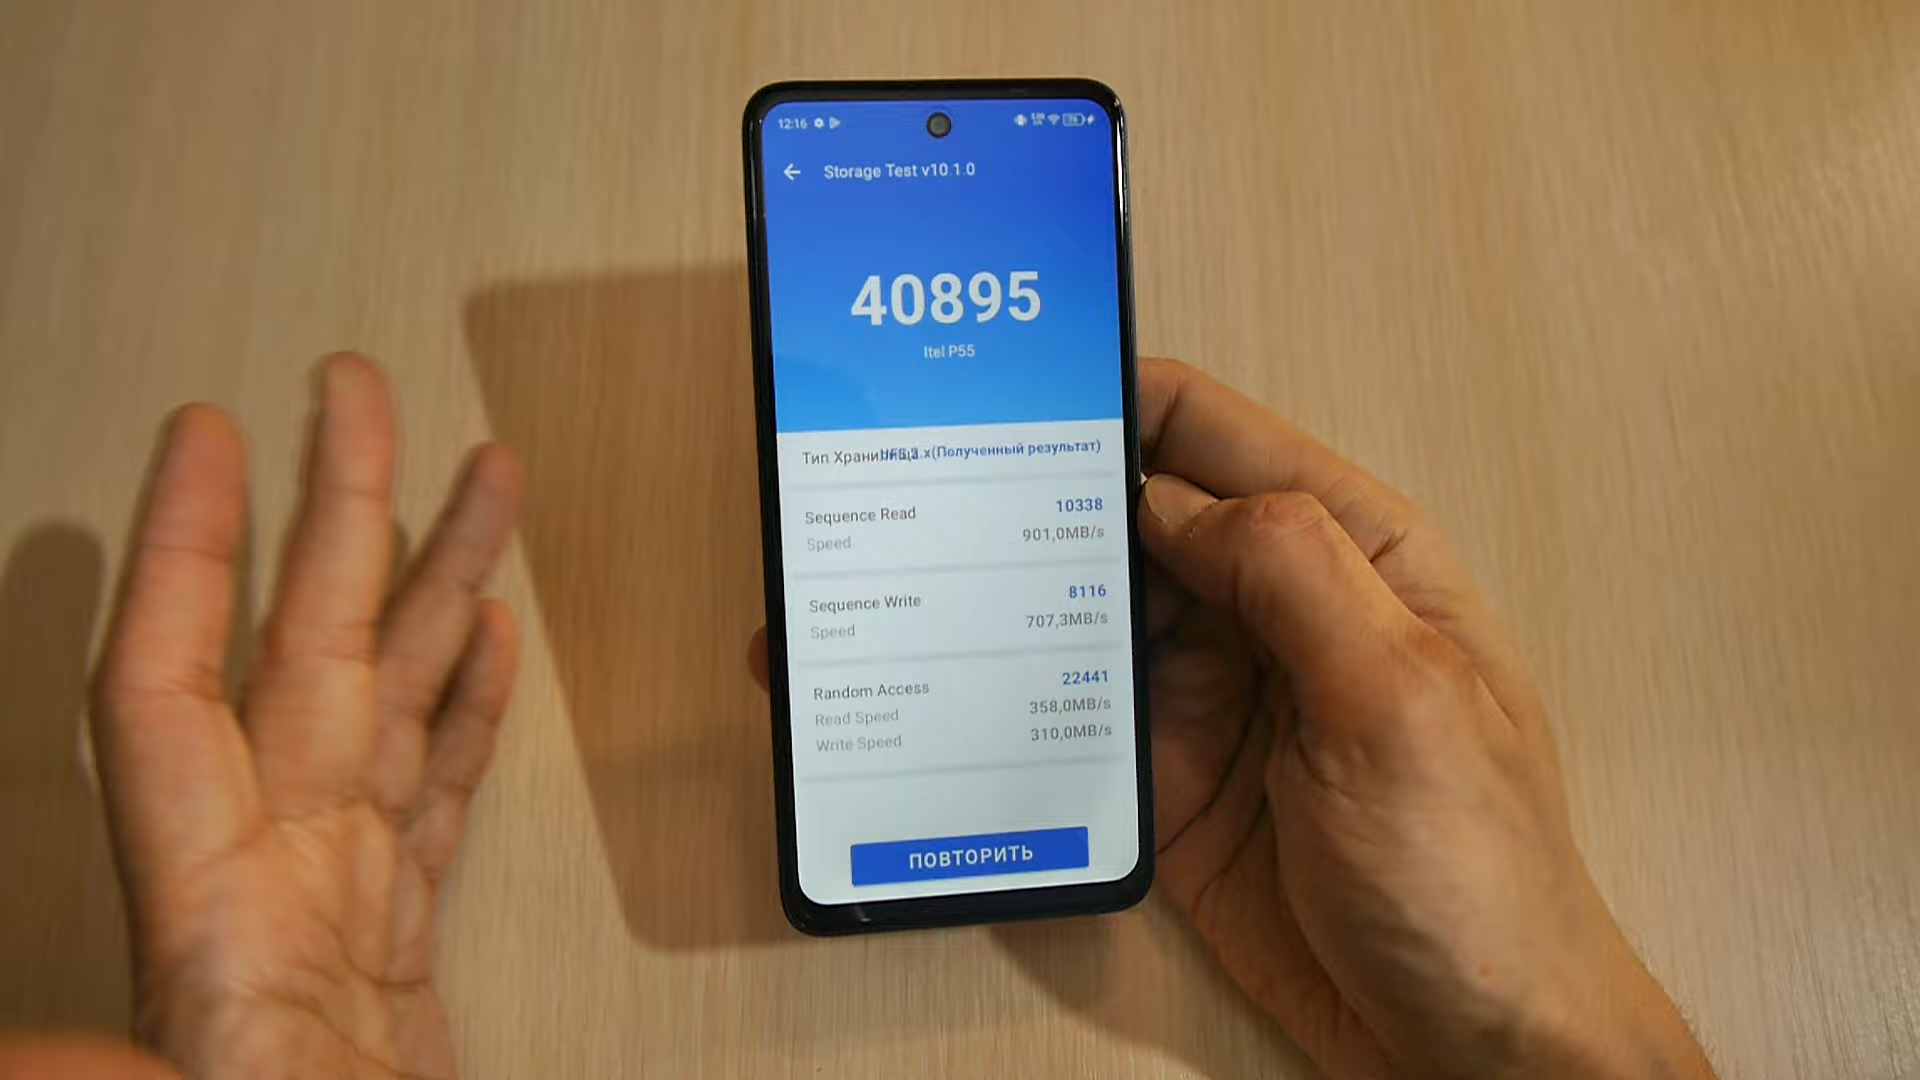 12:16
Storage Test v10.1.0
40895
Itel P55
Тип Хранилища UFS 2.x(Полученный результат)
Sequence Read 10338
Speed 901,0MB/s
Sequence Write 8116
Speed 707,3MB/s
Random Access 22441
Read Speed 358,0MB/s
Write Speed 310,0MB/s
ПОВТОРИТЬ